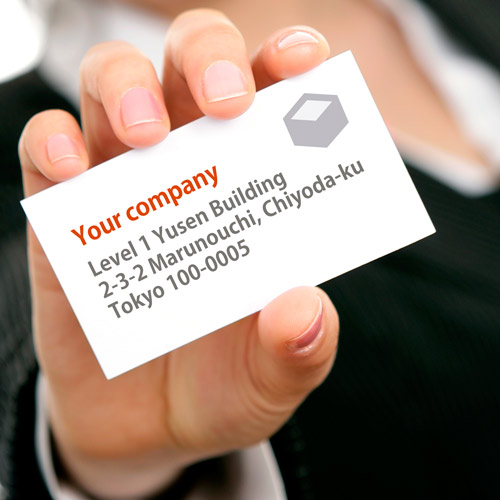 Your company
Level 1 Yusen Building
2-3-2 Marunouchi, Chiyoda-ku
Tokyo 100-0005